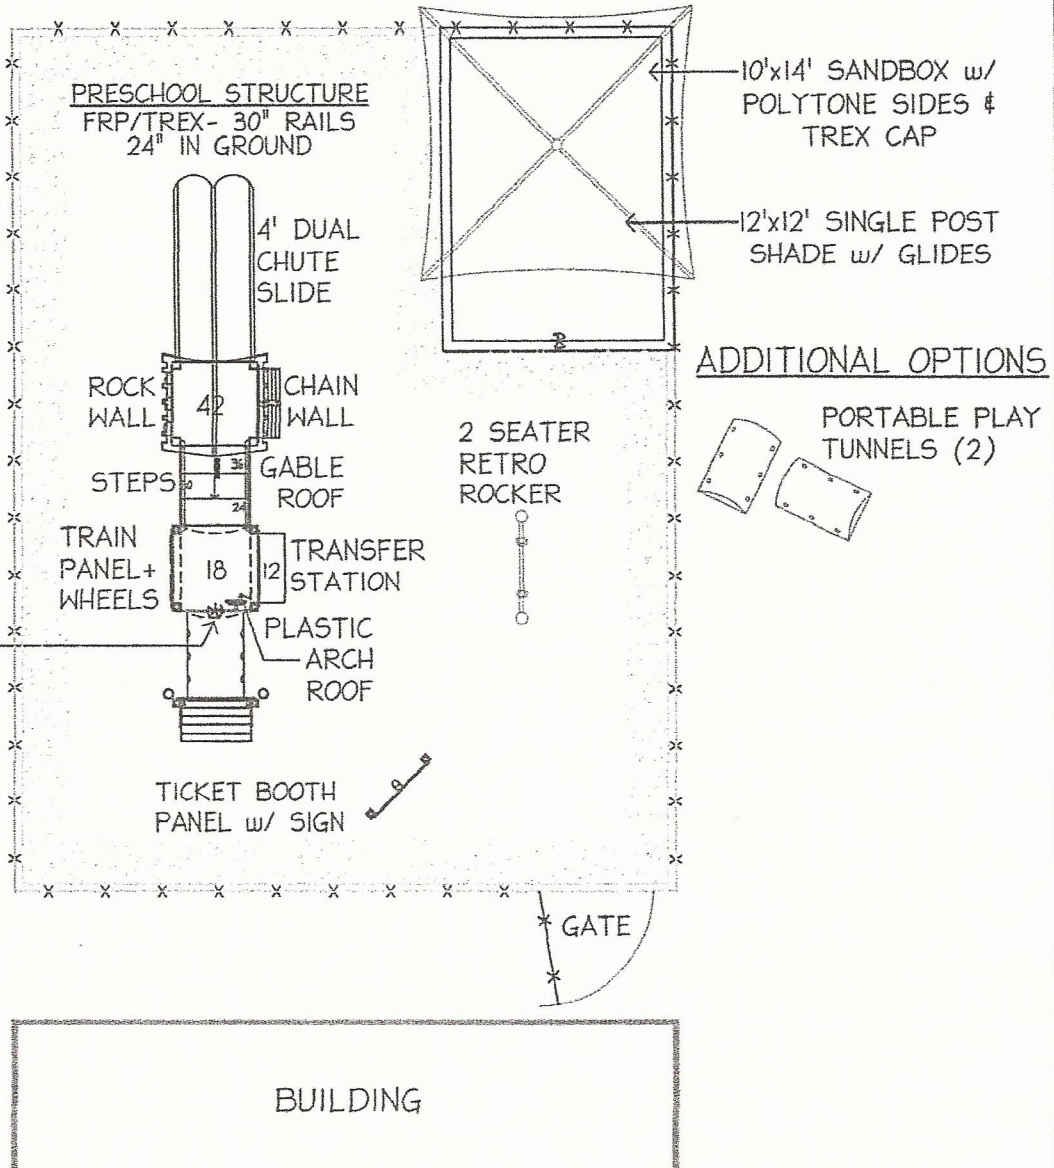 PRESCHOOL STRUCTURE
FRP/TREX- 30" RAILS
24" IN GROUND
4' DUAL
CHUTE
SLIDE
10'x14' SANDBOX w/
POLYTONE SIDES &
TREX CAP
12'x12' SINGLE POST
SHADE w/ GLIDES
ROCK
WALL
42
CHAIN
WALL
STEPS
36
30
24
GABLE
ROOF
TRAIN
PANEL+
WHEELS
18
12
TRANSFER
STATION
PLASTIC
ARCH
ROOF
2 SEATER
RETRO
ROCKER
ADDITIONAL OPTIONS
PORTABLE PLAY
TUNNELS (2)
TICKET BOOTH
PANEL w/ SIGN
GATE
BUILDING